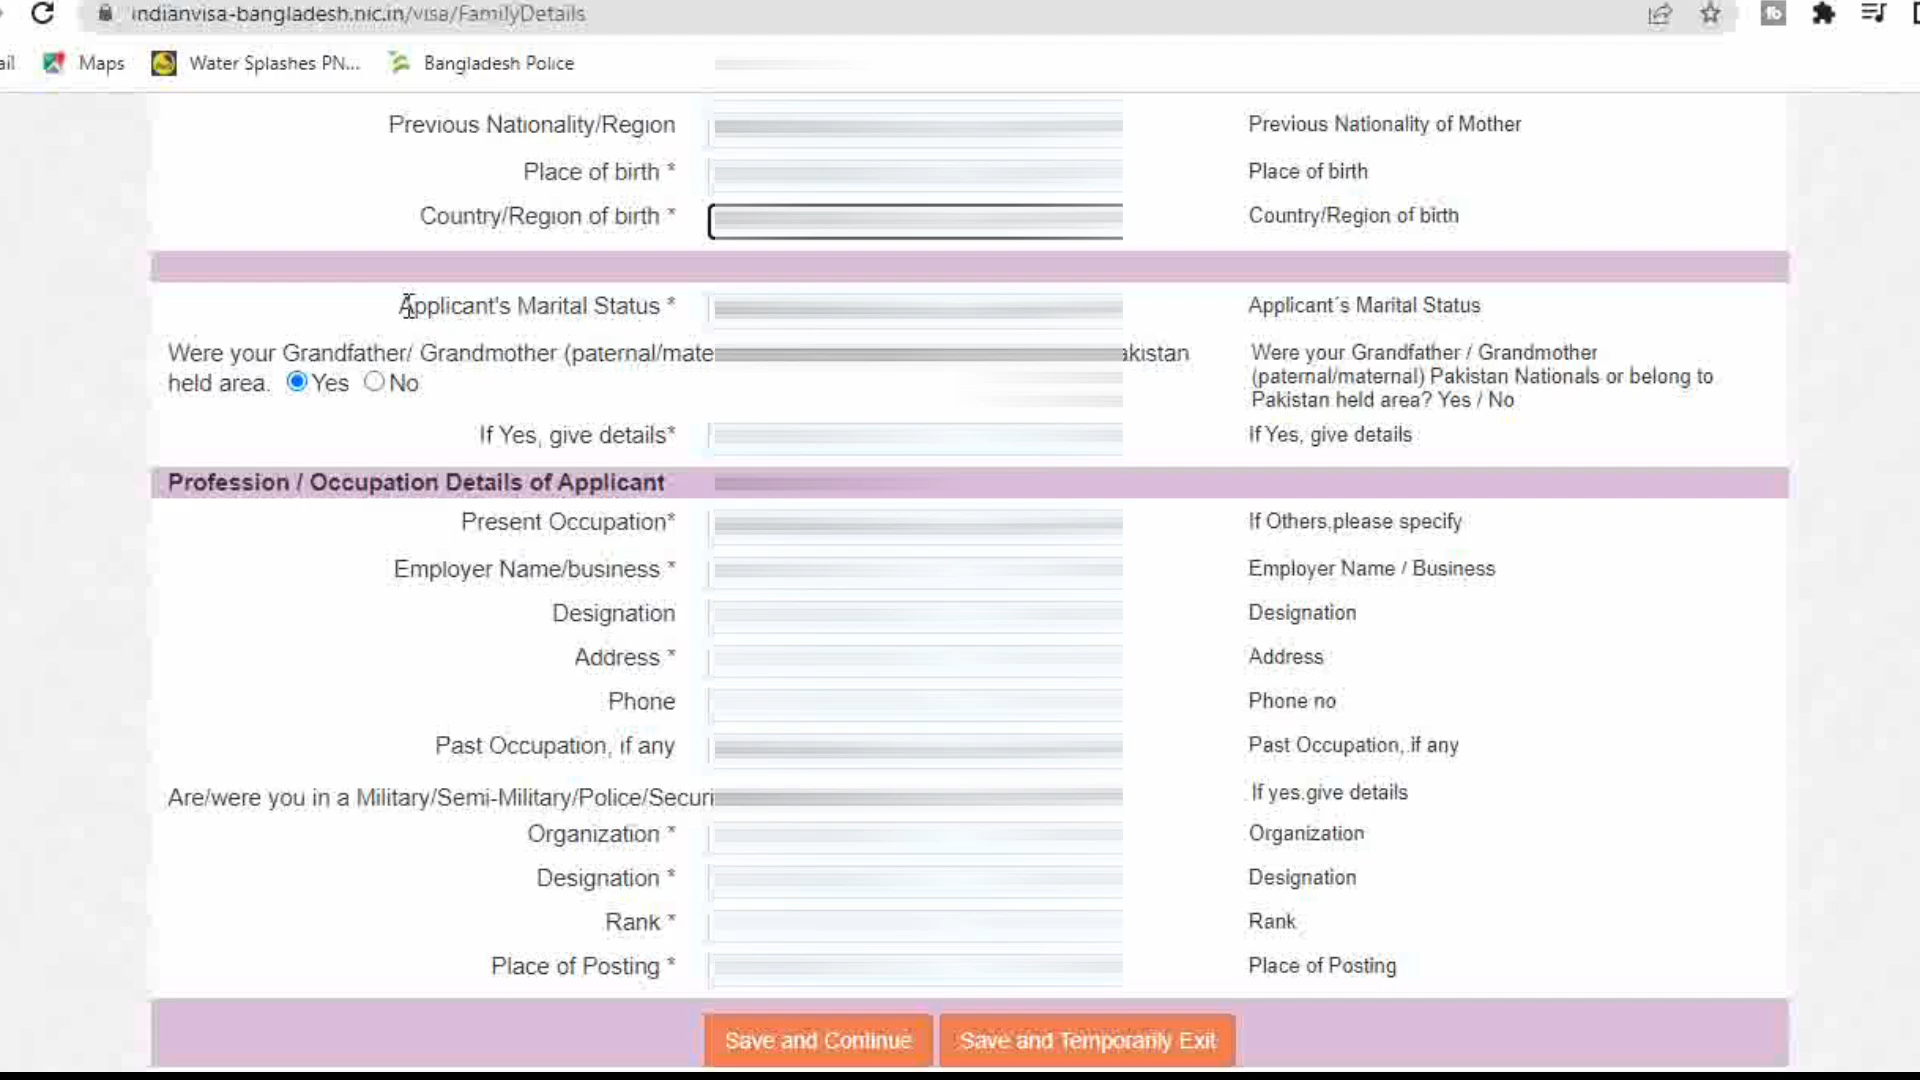 indianvisa-bangladesh.nic.in/visa/FamilyDetails
ail Maps Water Splashes PN... Bangladesh Police
Previous Nationality/Region Previous Nationality of Mother
Place of birth * Place of birth
Country/Region of birth * Country/Region of birth
Applicant's Marital Status * Applicant´s Marital Status
Were your Grandfather/ Grandmother (paternal/mate akistan
held area. Yes No
Were your Grandfather / Grandmother
(paternal/maternal) Pakistan Nationals or belong to
Pakistan held area? Yes / No
If Yes, give details* If Yes, give details
Profession / Occupation Details of Applicant
Present Occupation* If Others,please specify
Employer Name/business * Employer Name / Business
Designation Designation
Address * Address
Phone Phone no
Past Occupation, if any Past Occupation, if any
Are/were you in a Military/Semi-Military/Police/Securi If yes,give details
Organization * Organization
Designation * Designation
Rank * Rank
Place of Posting * Place of Posting
Save and Continue Save and Temporarily Exit